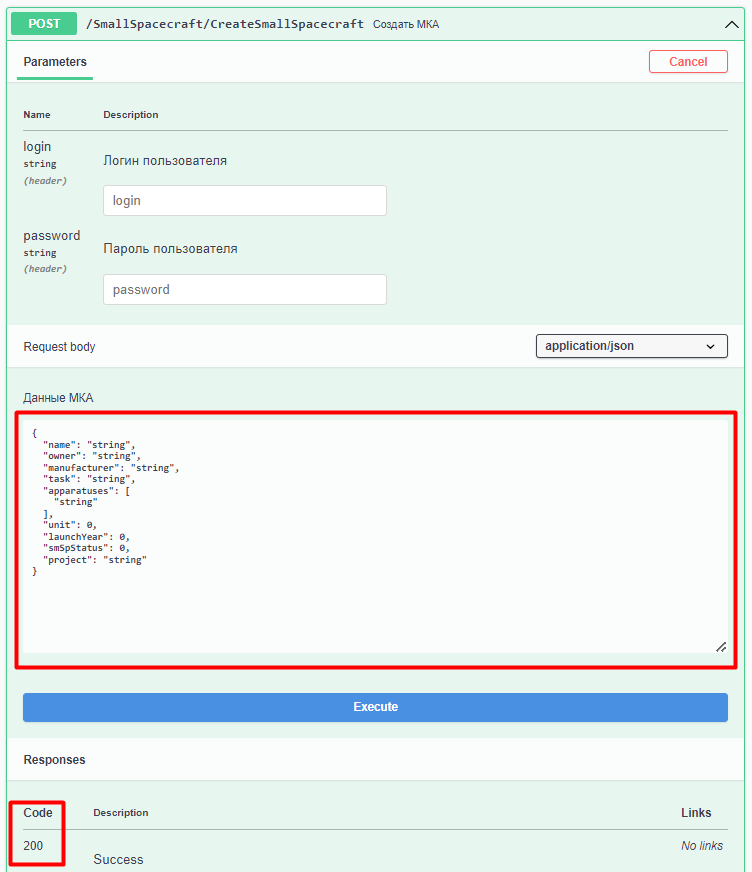 POST /SmallSpacecraft/CreateSmallSpacecraft Создать МКА
Parameters
Cancel
Name Description
login
string
(header)
Логин пользователя
login
password
string
(header)
Пароль пользователя
password
Request body
application/json
Данные МКА
{
  "name": "string",
  "owner": "string",
  "manufacturer": "string",
  "task": "string",
  "apparatuses": [
    "string"
  ],
  "unit": 0,
  "launchYear": 0,
  "smSpStatus": 0,
  "project": "string"
}
Execute
Responses
Code Description Links
200
Success
No links